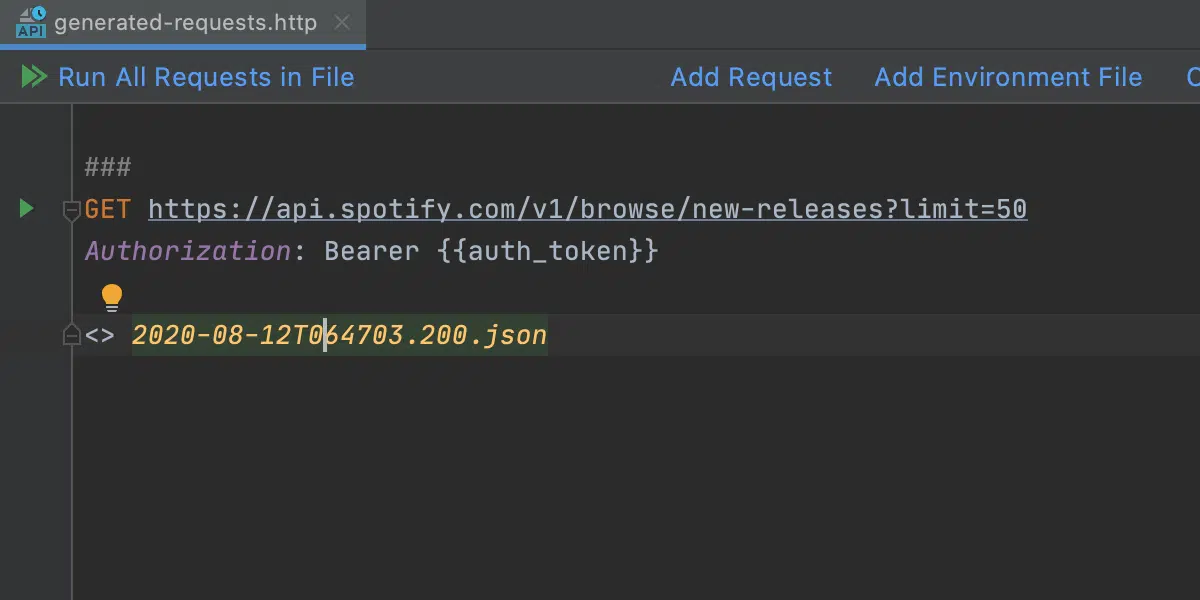 API generated-requests.http
Run All Requests in File Add Request Add Environment File
###
GET https://api.spotify.com/v1/browse/new-releases?limit=50
Authorization: Bearer {{auth_token}}
<> 2020-08-12T064703.200.json